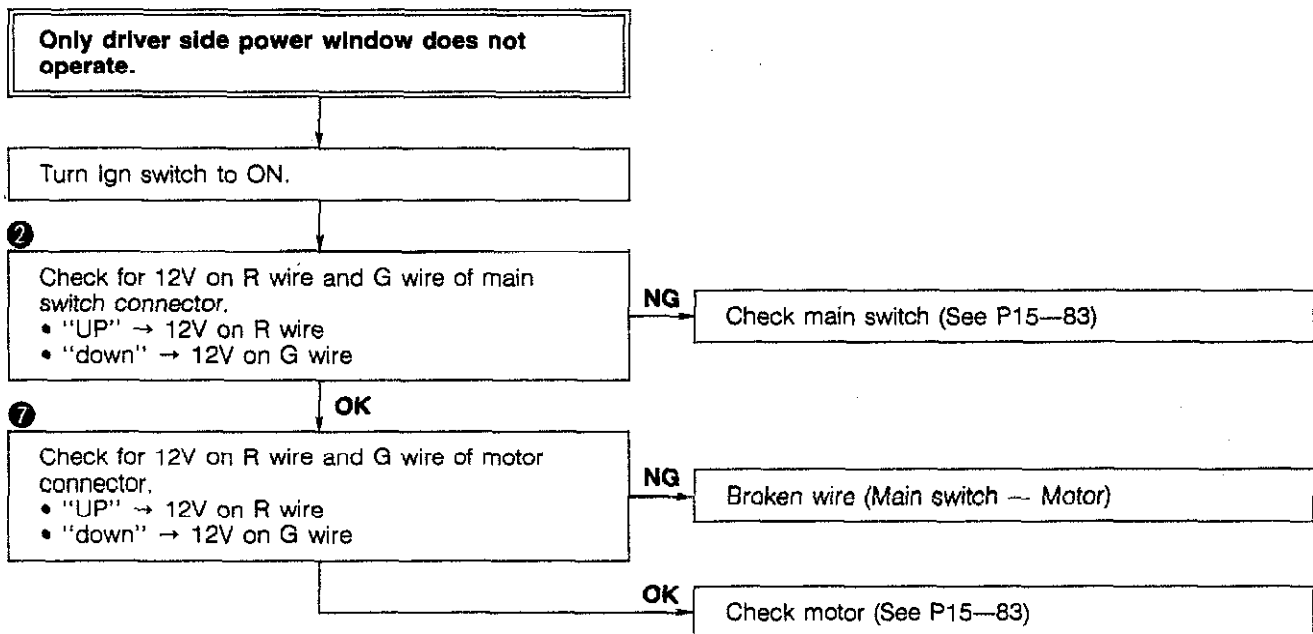 Only driver side power window does not
operate.
Turn Ign switch to ON.
2
Check for 12V on R wire and G wire of main
switch connector.
• "UP" → 12V on R wire
• "down" → 12V on G wire
NG
Check main switch (See P15—83)
OK
7
Check for 12V on R wire and G wire of motor
connector.
• "UP" → 12V on R wire
• "down" → 12V on G wire
NG
Broken wire (Main switch — Motor)
OK
Check motor (See P15—83)